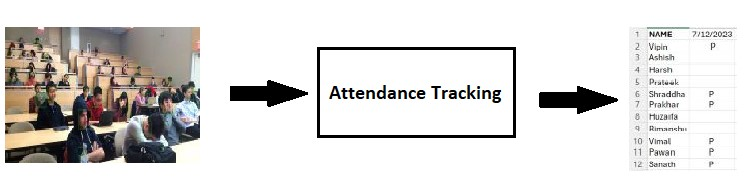 Attendance Tracking
1 NAME 7/12/2023
2 Vipin P
3 Ashish
4 Harsh
5 Prateek
6 Shraddha P
7 Prakhar P
8 Huzaifa
9 Himanshu
10 Vimal P
11 Pawan P
12 Sanach P